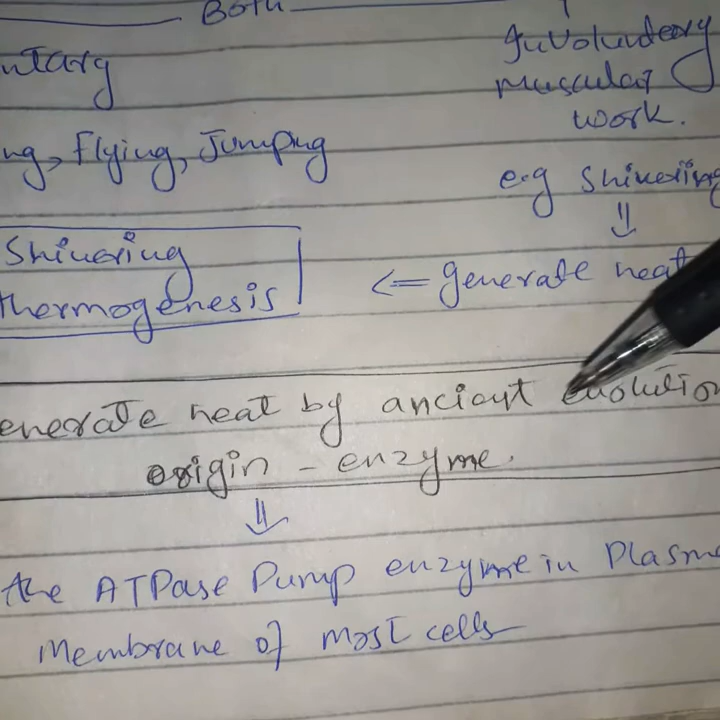 Both
ntary
Involuntary
muscular
work.
ng, Flying, Jumping
e.g Shivering
Shivering
thermogenesis
<= generate heat
enerate heat by ancient evolution
origin - enzyme.
the ATPase Pump enzyme in Plasma
Membrane of most cells